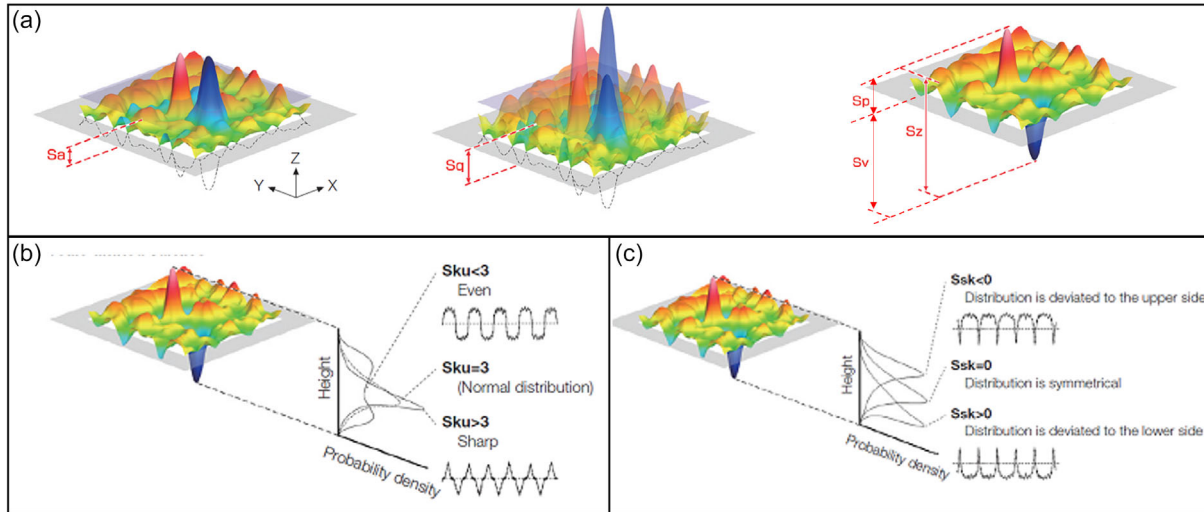 (a)
Sa
Z
Y
X
Sq
Sp
Sz
Sv
(b)
Sku<3
Even
Height
Sku=3
(Normal distribution)
Sku>3
Sharp
Probability density
(c)
Ssk<0
Distribution is deviated to the upper side
Height
Ssk=0
Distribution is symmetrical
Ssk>0
Distribution is deviated to the lower side
Probability density